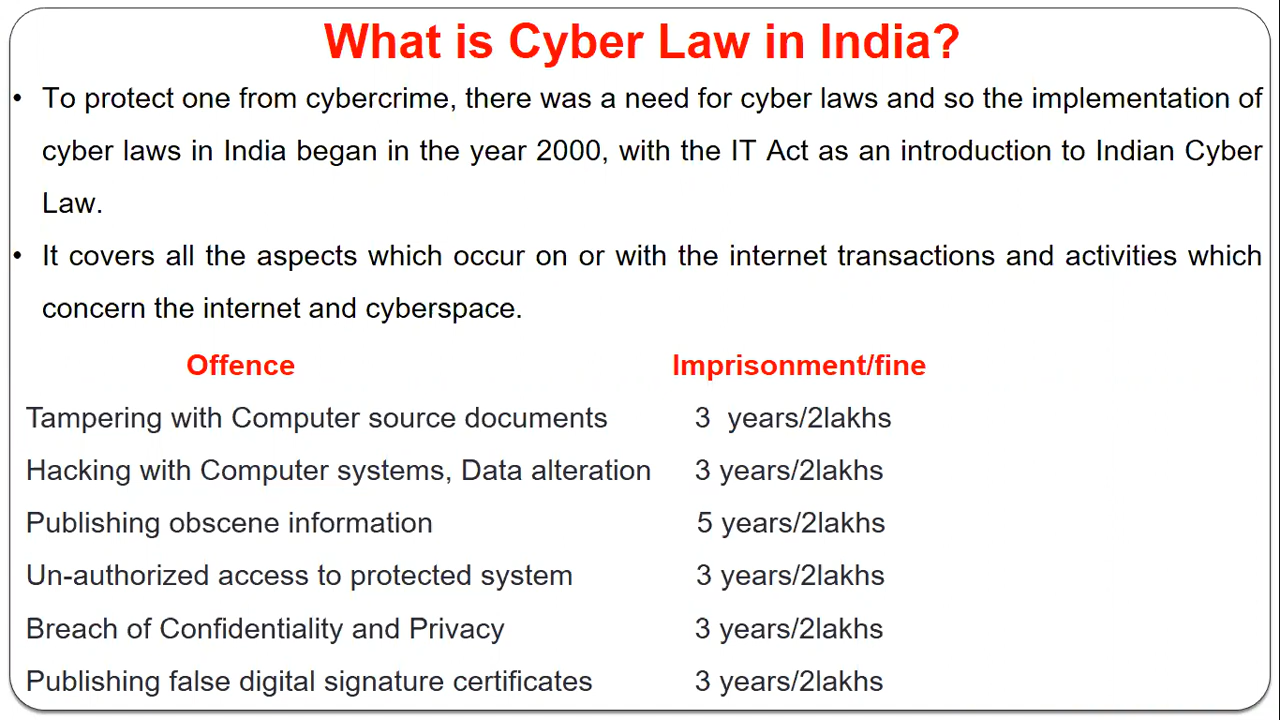 What is Cyber Law in India?
• To protect one from cybercrime, there was a need for cyber laws and so the implementation of
cyber laws in India began in the year 2000, with the IT Act as an introduction to Indian Cyber
Law.
• It covers all the aspects which occur on or with the internet transactions and activities which
concern the internet and cyberspace.
Offence Imprisonment/fine
Tampering with Computer source documents 3 years/2lakhs
Hacking with Computer systems, Data alteration 3 years/2lakhs
Publishing obscene information 5 years/2lakhs
Un-authorized access to protected system 3 years/2lakhs
Breach of Confidentiality and Privacy 3 years/2lakhs
Publishing false digital signature certificates 3 years/2lakhs